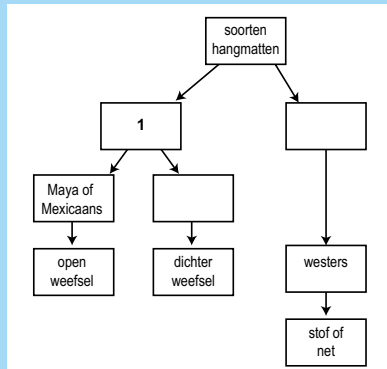 soorten
hangmatten
1
Maya of
Mexicaans
open
weefsel
dichter
weefsel
westers
stof of
net